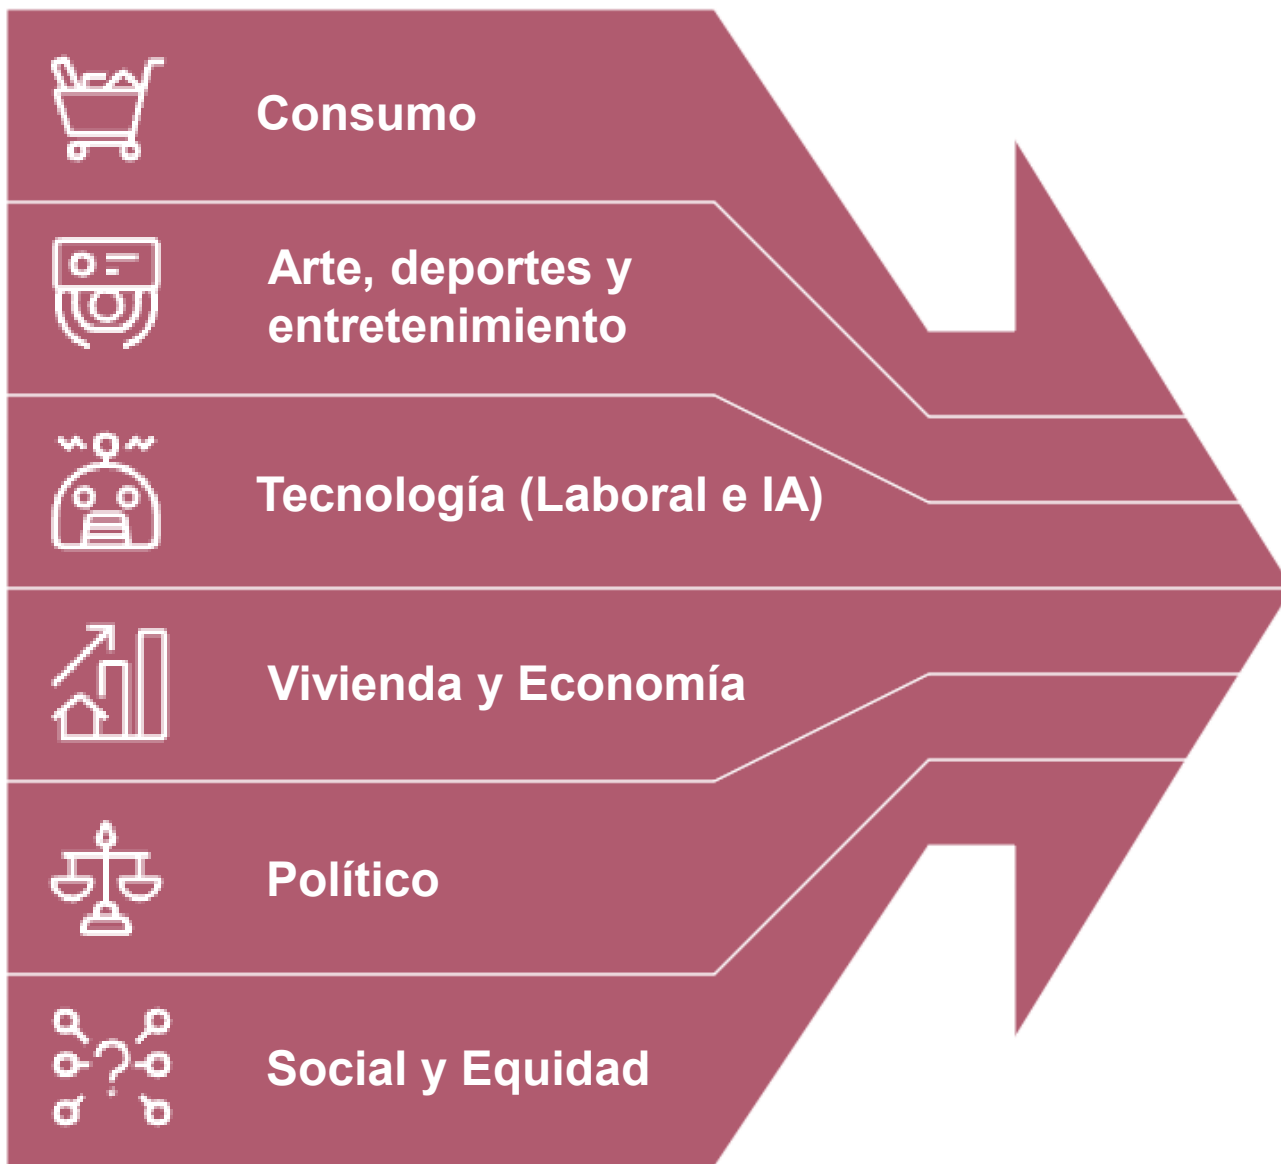 Consumo
Arte, deportes y
entretenimiento
Tecnología (Laboral e IA)
Vivienda y Economía
Político
Social y Equidad